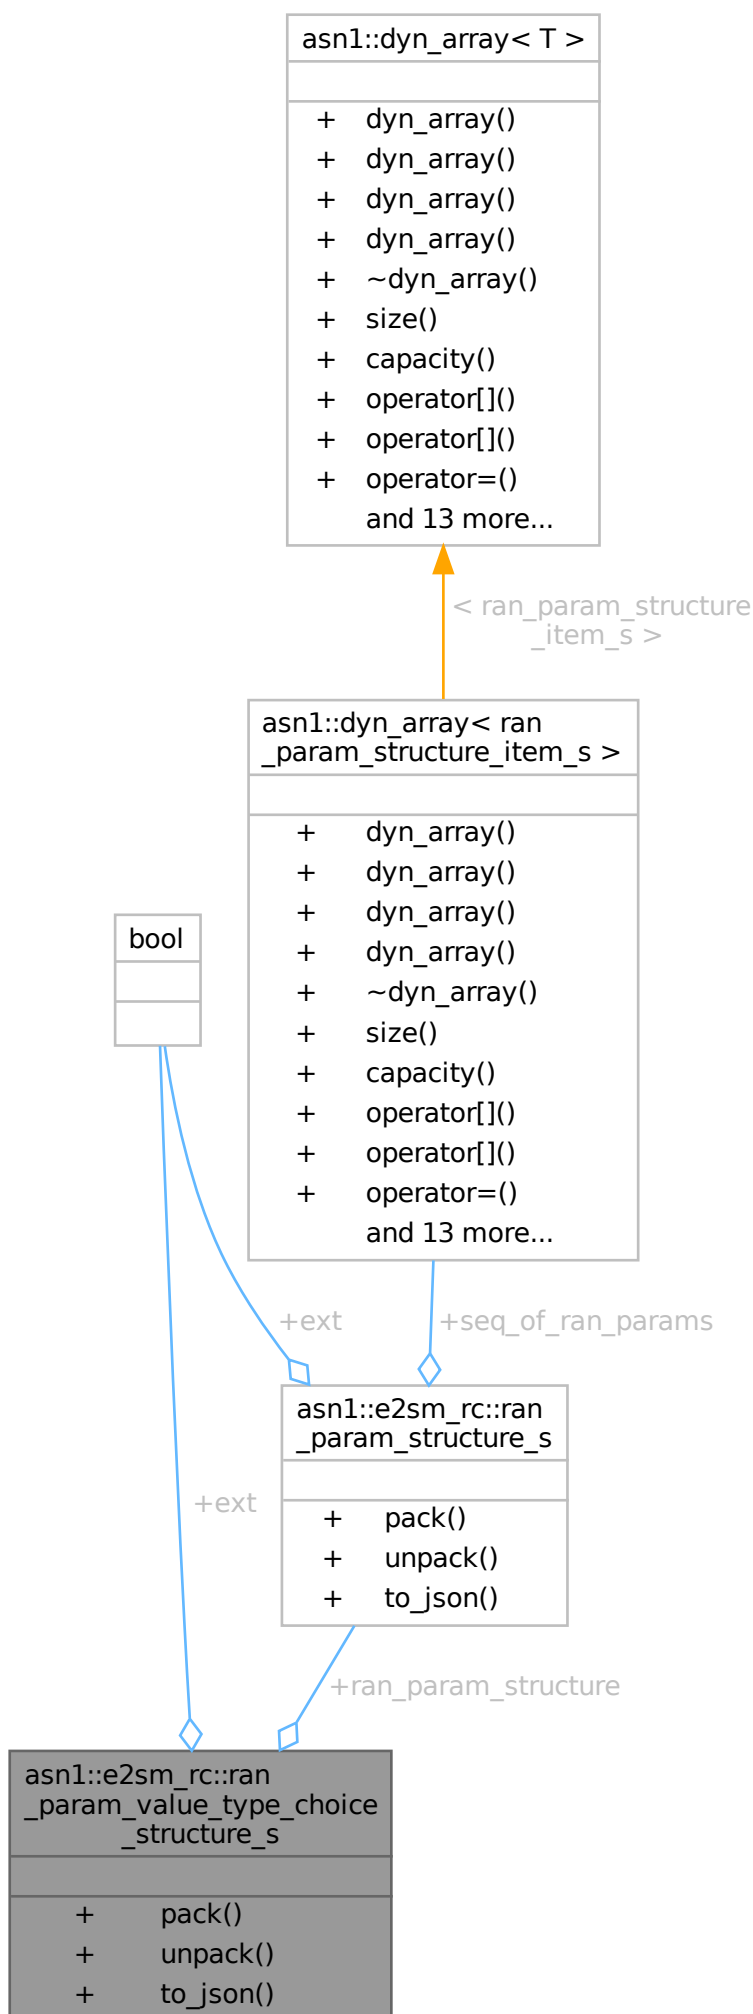 asn1::dyn_array< T >
+ dyn_array()
+ dyn_array()
+ dyn_array()
+ dyn_array()
+ ~dyn_array()
+ size()
+ capacity()
+ operator[]()
+ operator[]()
+ operator=()
and 13 more...
< ran_param_structure
_item_s >
asn1::dyn_array< ran
_param_structure_item_s >
+ dyn_array()
+ dyn_array()
+ dyn_array()
+ dyn_array()
+ ~dyn_array()
+ size()
+ capacity()
+ operator[]()
+ operator[]()
+ operator=()
and 13 more...
bool
+ext
+seq_of_ran_params
asn1::e2sm_rc::ran
_param_structure_s
+ pack()
+ unpack()
+ to_json()
+ext
+ran_param_structure
asn1::e2sm_rc::ran
_param_value_type_choice
_structure_s
+ pack()
+ unpack()
+ to_json()